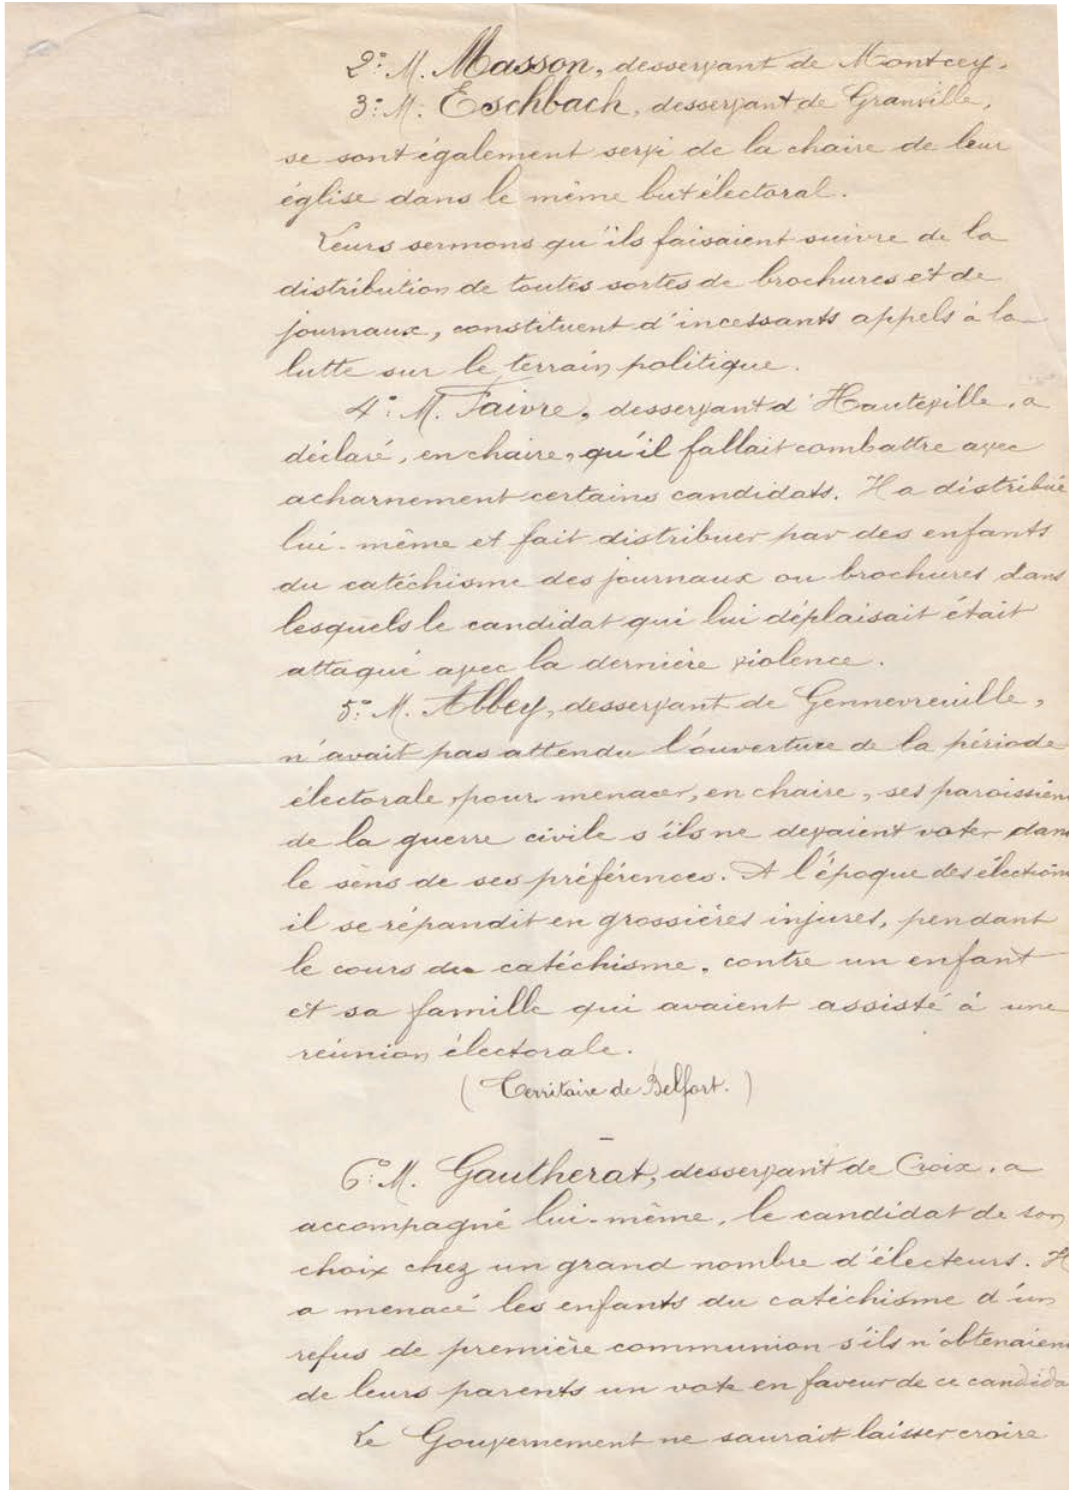 2º: M. Masson, desservant de Montcey.
3º: M. Eschbach, desservant de Granville,
se sont également servi de la chaire de leur
église dans le même but électoral.
Leurs sermons qu'ils faisaient suivre de la
distribution de toutes sortes de brochures et de
journaux, constituent d'incessants appels à la
lutte sur le terrain politique.
4º: M. Faivre, desservant d'Hauteville, a
déclaré, en chaire, qu'il fallait combattre avec
acharnement certains candidats. Il a distribué
lui-même et fait distribuer par des enfants
du catéchisme des journaux ou brochures dans
lesquels le candidat qui lui déplaisait était
attaqué avec la dernière violence.
5º: M. Abbey, desservant de Gennevreuille,
n'avait pas attendu l'ouverture de la période
électorale pour menacer, en chaire, ses paroissiens
de la guerre civile s'ils ne devaient voter dans
le sens de ses préférences. A l'époque des élections
il se répandit en grossières injures, pendant
le cours du catéchisme, contre un enfant
et sa famille qui avaient assisté à une
réunion électorale.
(Territoire de Belfort.)
6º: M. Gautherat, desservant de Croix, a
accompagné lui-même, le candidat de son
choix chez un grand nombre d'électeurs. Il
a menacé les enfants du catéchisme d'un
refus de première communion s'ils n'obtenaient
de leurs parents un vote en faveur de ce candida
Le Gouvernement ne saurait laisser croire